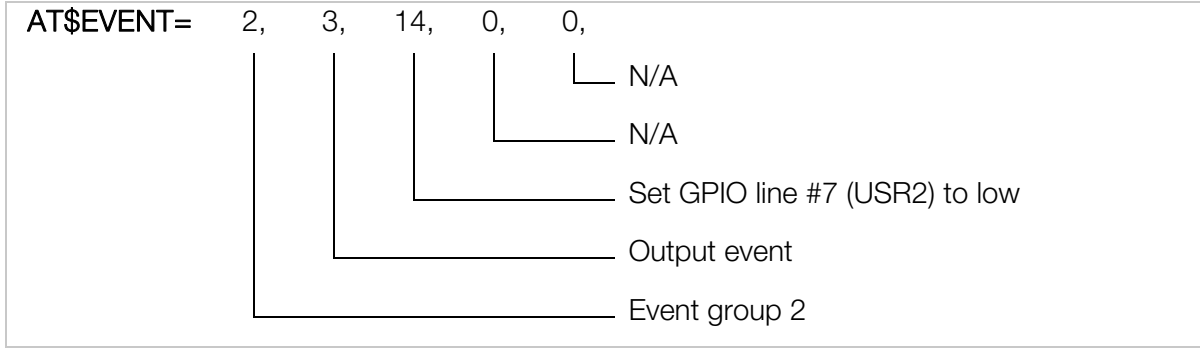 AT$EVENT= 2, 3, 14, 0, 0,
N/A
N/A
Set GPIO line #7 (USR2) to low
Output event
Event group 2